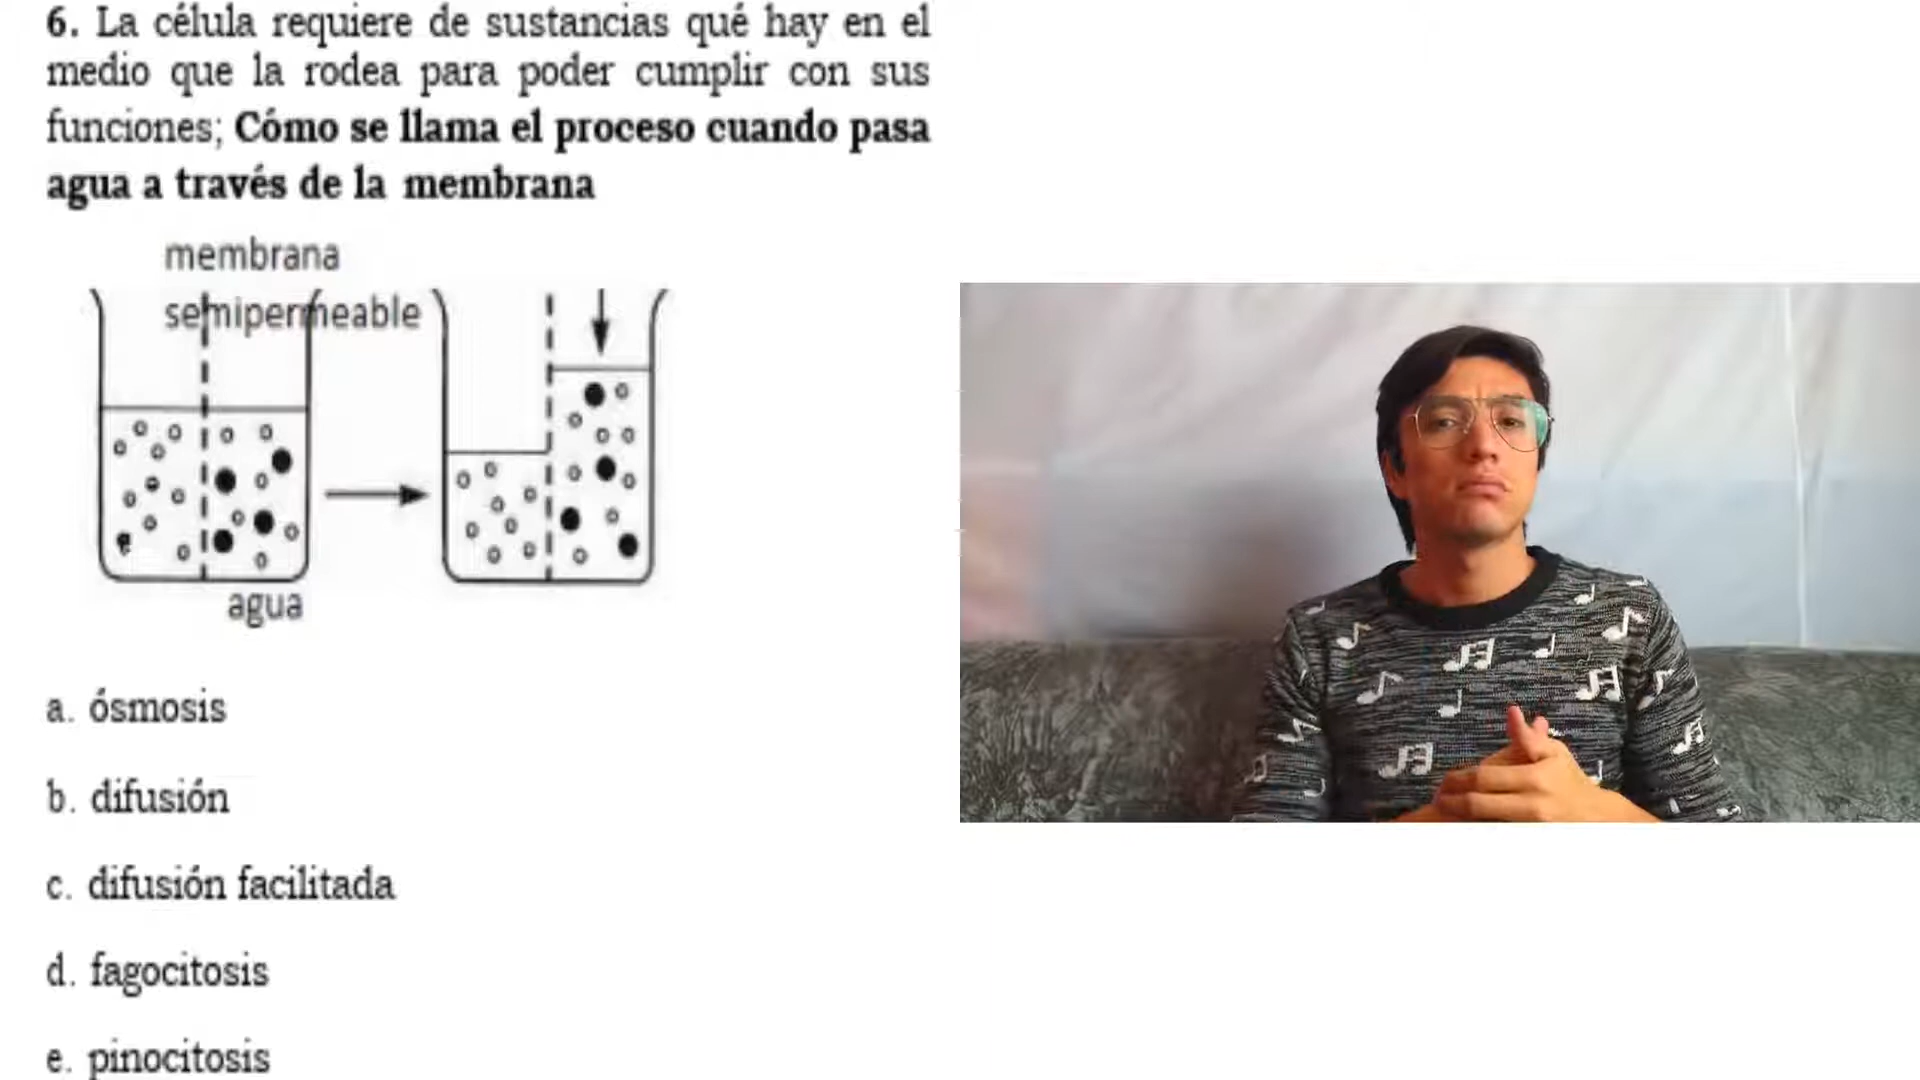 6. La célula requiere de sustancias qué hay en el
medio que la rodea para poder cumplir con sus
funciones; Cómo se llama el proceso cuando pasa
agua a través de la membrana
membrana
semipermeable
agua
a. ósmosis
b. difusión
c. difusión facilitada
d. fagocitosis
e. pinocitosis